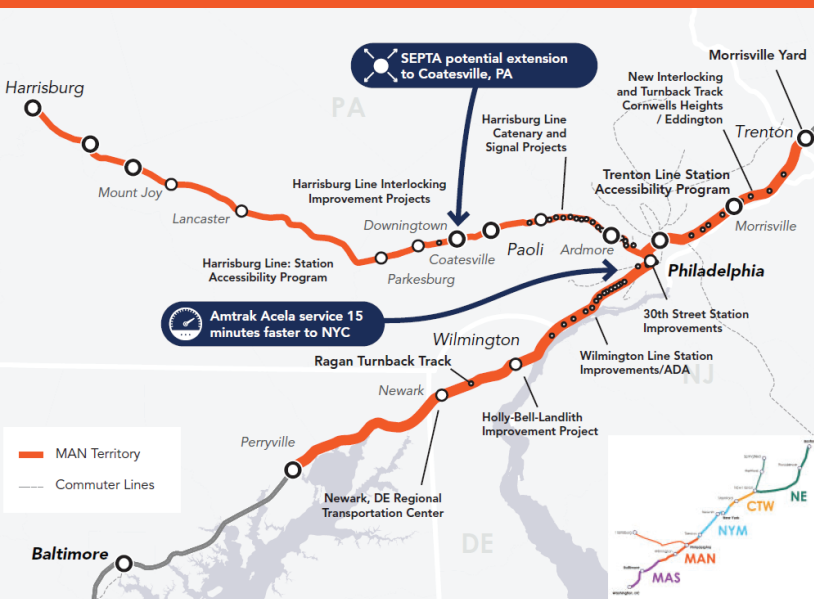 SEPTA potential extension
to Coatesville, PA
Morrisville Yard
New Interlocking
and Turnback Track
Cornwells Heights
/ Eddington
Harrisburg
PA
Harrisburg Line
Catenary and
Signal Projects
Trenton
Trenton Line Station
Accessibility Program
Mount Joy
Harrisburg Line Interlocking
Improvement Projects
Lancaster
Downingtown
Morrisville
Coatesville
Paoli
Ardmore
Harrisburg Line: Station
Accessibility Program
Parkesburg
Philadelphia
Amtrak Acela service 15
minutes faster to NYC
30th Street Station
Improvements
Wilmington
Wilmington Line Station
Improvements/ADA
NJ
Ragan Turnback Track
Newark
Holly-Bell-Landlith
Improvement Project
Perryville
MAN Territory
Commuter Lines
Newark, DE Regional
Transportation Center
DE
Baltimore
NE
CTW
NYM
MAN
MAS